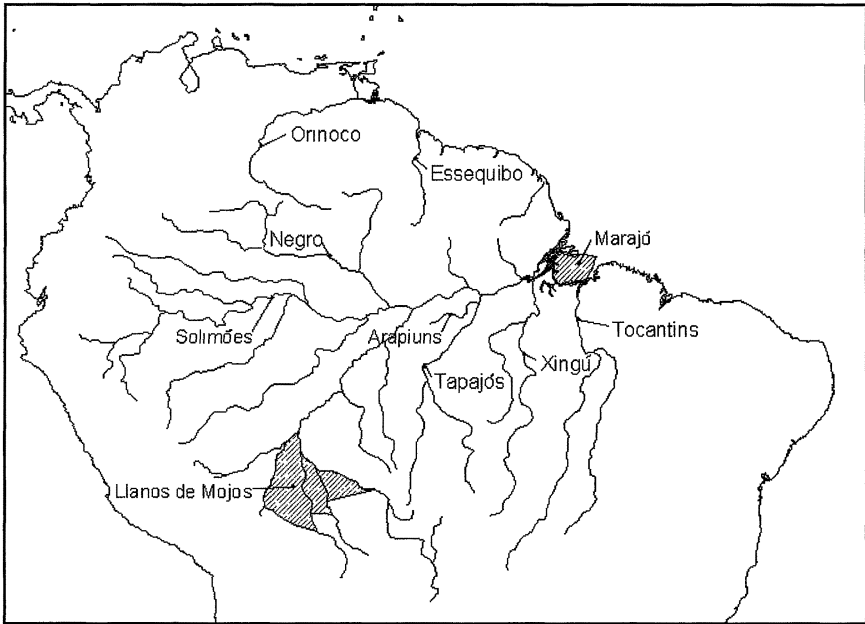 Orinoco
Essequibo
Negro
Marajó
Solimões
Arapiuns
Tocantins
Xingú
Tapajós
Llanos de Mojos